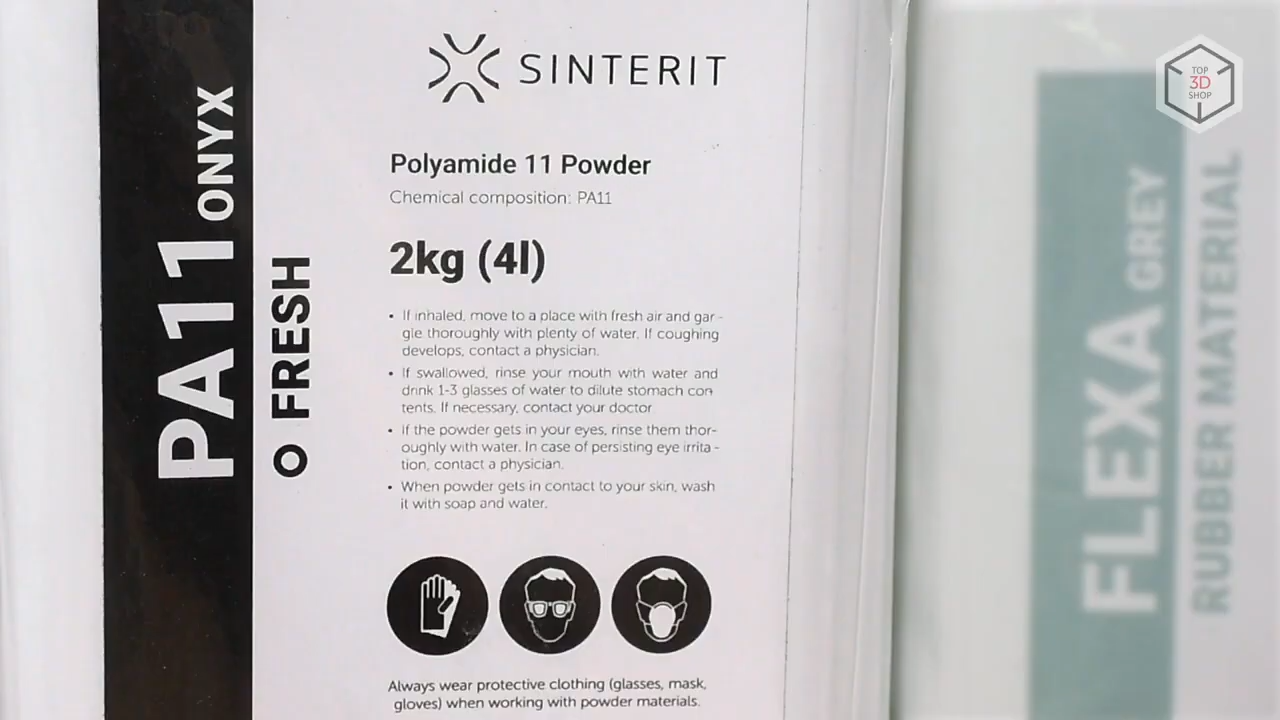 SINTERIT
Polyamide 11 Powder
Chemical composition: PA11
2kg (4l)
• If inhaled, move to a place with fresh air and gar-
gle thoroughly with plenty of water. If coughing
develops, contact a physician.
• If swallowed, rinse your mouth with water and
drink 1-3 glasses of water to dilute stomach con-
tents. If necessary, contact your doctor
• If the powder gets in your eyes, rinse them thor-
oughly with water. In case of persisting eye irrita-
tion, contact a physician.
• When powder gets in contact to your skin, wash
it with soap and water.
Always wear protective clothing (glasses, mask,
gloves) when working with powder materials.
PA11 ONYX
O FRESH
FLEXA GREY
RUBBER MATERIAL
TOP
3D
SHOP